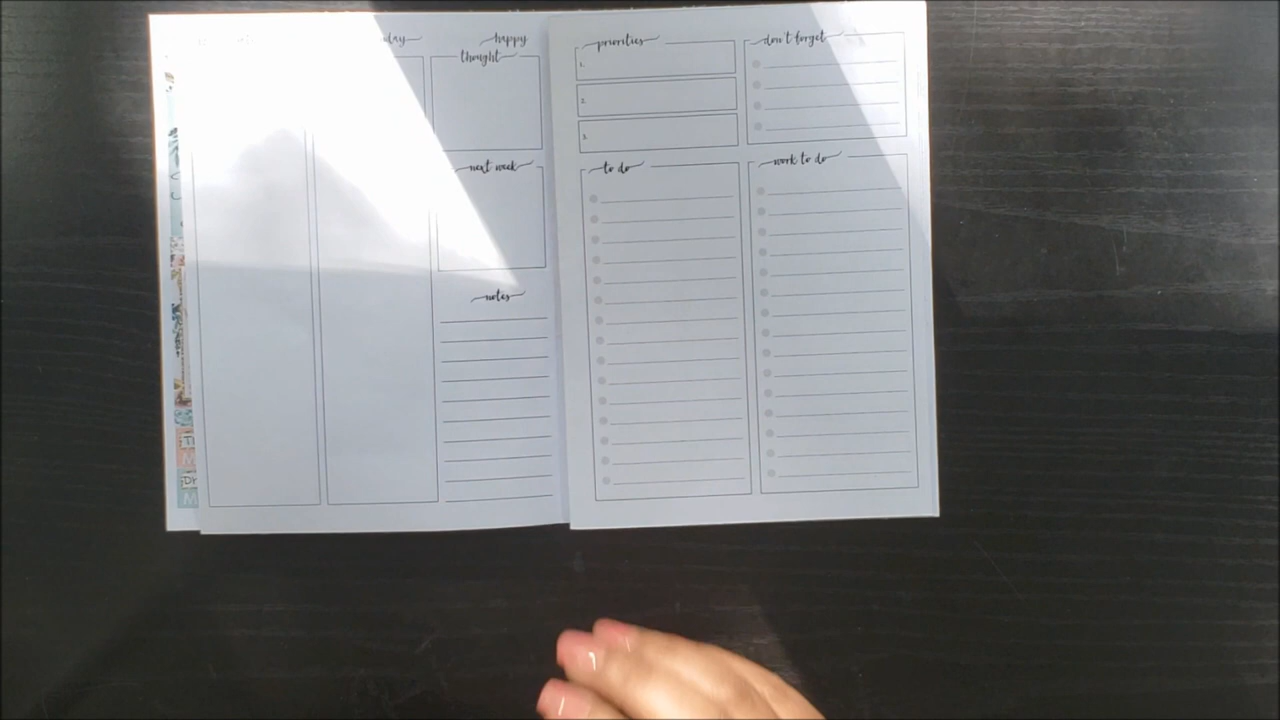 happy
thought
next week
notes
priorities
1.
2.
3.
don't forget
to do
work to do